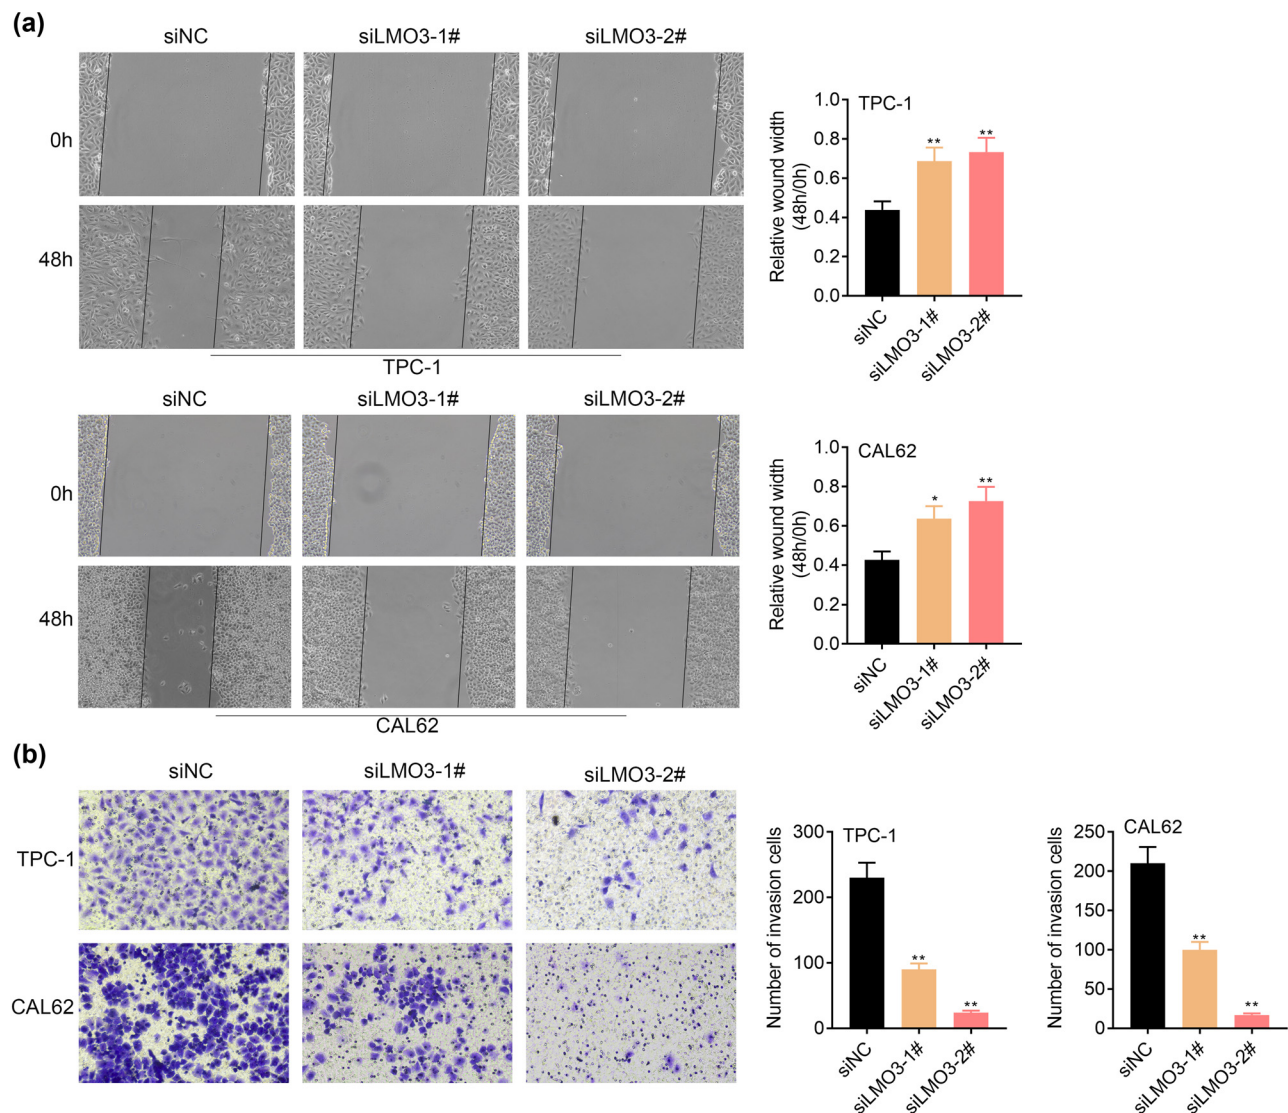 (a)
siNC siLMO3-1# siLMO3-2#
0h
48h
TPC-1
TPC-1
Relative wound width
(48h/0h)
1.0
0.8
0.6
0.4
0.2
0.0
** **
siNC siLMO3-1# siLMO3-2#
siNC siLMO3-1# siLMO3-2#
0h
48h
CAL62
CAL62
Relative wound width
(48h/0h)
1.0
0.8
0.6
0.4
0.2
0.0
* **
siNC siLMO3-1# siLMO3-2#
(b)
siNC siLMO3-1# siLMO3-2#
TPC-1
CAL62
TPC-1
Number of invasion cells
300
200
100
0
** **
siNC siLMO3-1# siLMO3-2#
CAL62
Number of invasion cells
250
200
150
100
50
0
** **
siNC siLMO3-1# siLMO3-2#